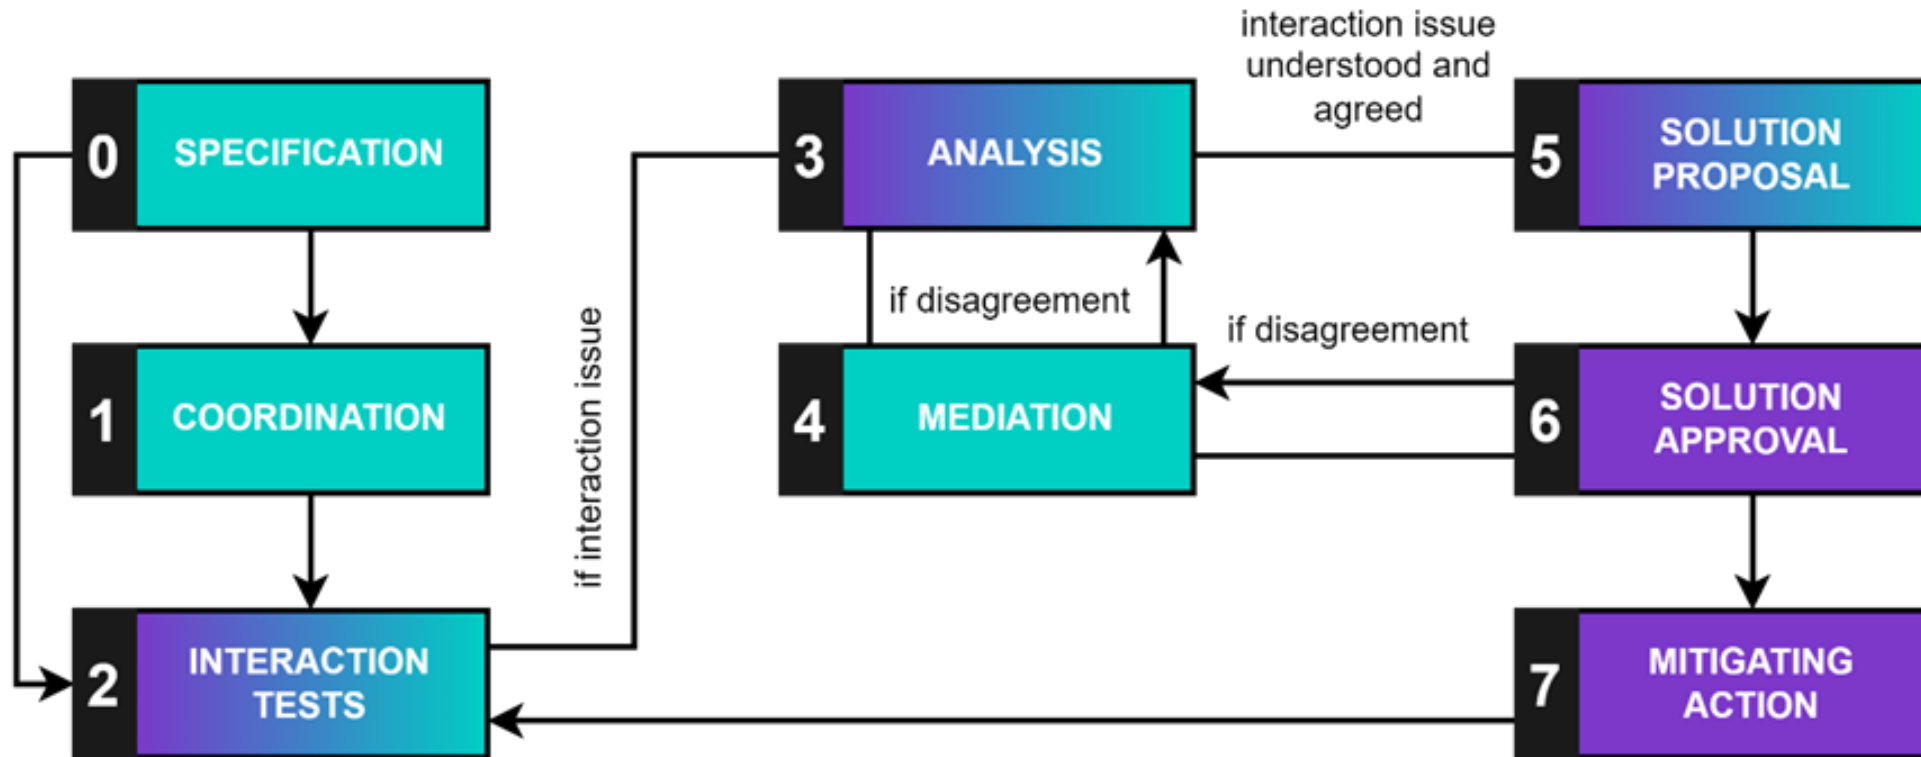 0
SPECIFICATION
1
COORDINATION
2
INTERACTION
TESTS
if interaction issue
3
ANALYSIS
if disagreement
4
MEDIATION
interaction issue
understood and
agreed
if disagreement
5
SOLUTION
PROPOSAL
6
SOLUTION
APPROVAL
7
MITIGATING
ACTION